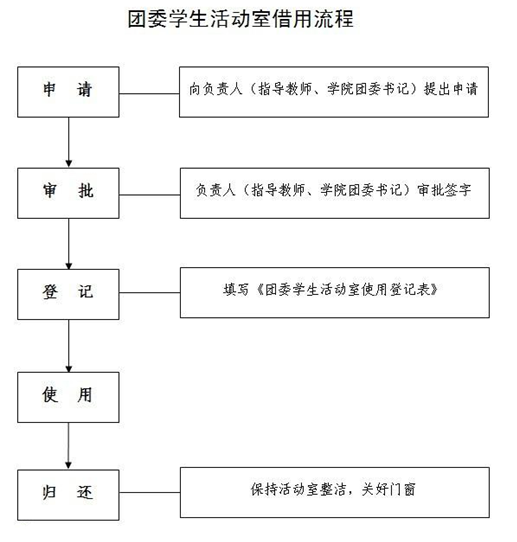 团委学生活动室借用流程
申 请
向负责人（指导教师、学院团委书记）提出申请
审 批
负责人（指导教师、学院团委书记）审批签字
登 记
填写《团委学生活动室使用登记表》
使 用
归 还
保持活动室整洁，关好门窗